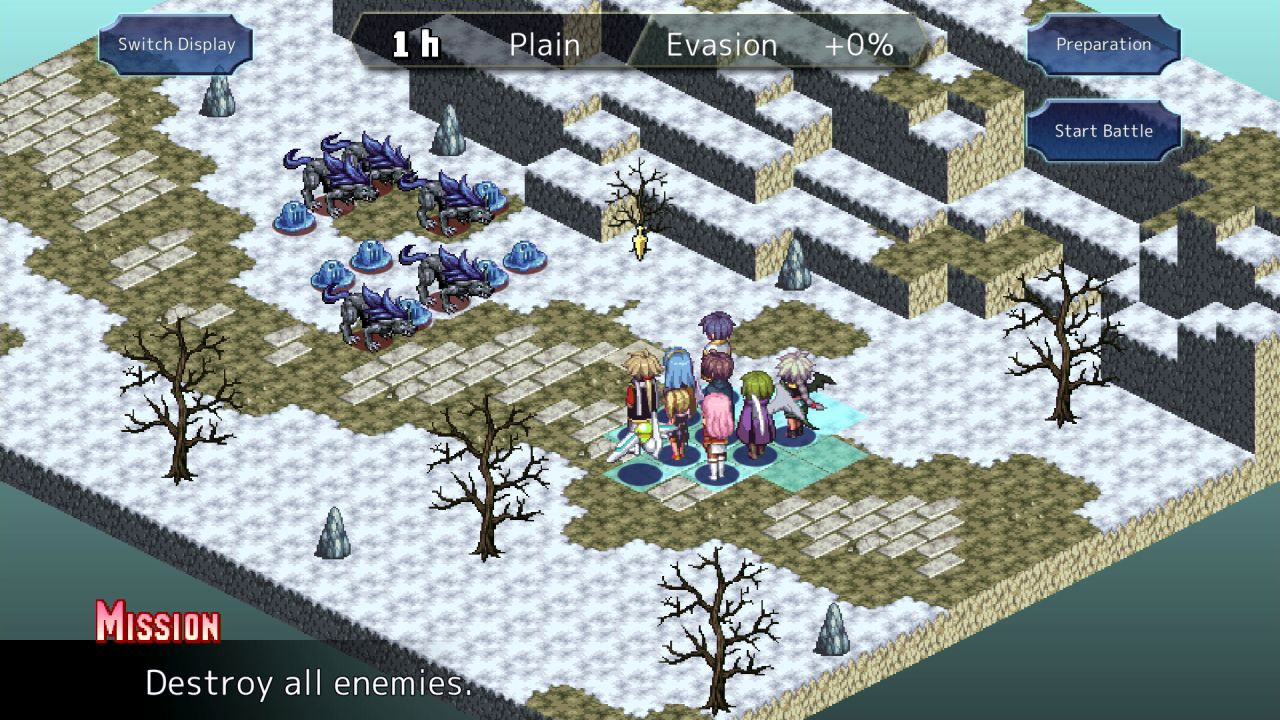 Switch Display
1 h Plain Evasion +0%
Preparation
Start Battle
Mission
Destroy all enemies.